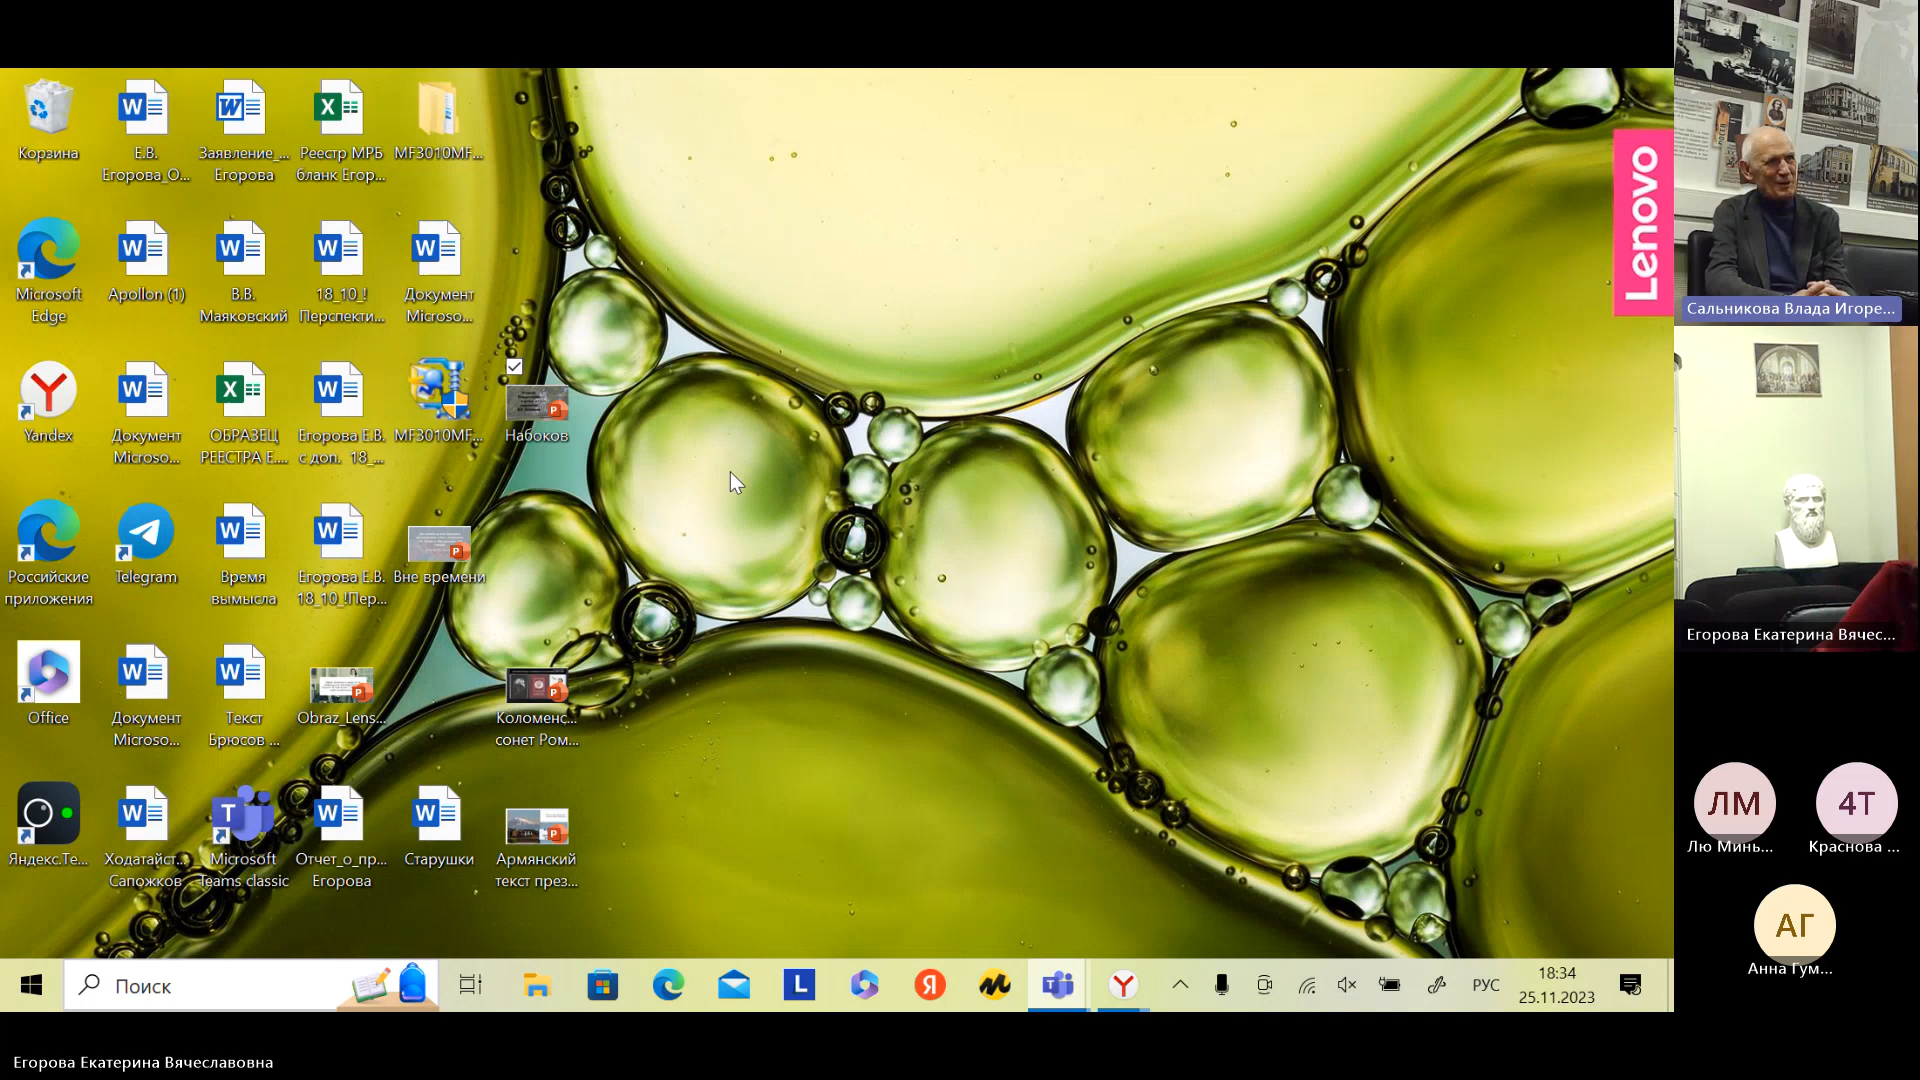 Корзина
Е.В.
Егорова_О...
Заявление_...
Егорова
Реестр МРБ
бланк Егор...
MF3010MF...
Microsoft
Edge
Apollon (1)
В.В.
Маяковский
18_10_!
Перспекти...
Документ
Microso...
Yandex
Документ
Microso...
ОБРАЗЕЦ
РЕЕСТРА Е....
Егорова Е.В.
с доп. 18_...
MF3010MF...
Набоков
Российские
приложения
Telegram
Время
вымысла
Егорова Е.В.
18_10_!Пер...
Вне времени
Office
Документ
Microso...
Текст
Брюсов ...
Obraz_Lens...
Коломенс...
сонет Ром...
Яндекс.Те...
Ходатайст...
Сапожков
Microsoft
Teams classic
Отчет_о_пр...
Егорова
Старушки
Армянский
текст през...
Lenovo
Поиск
РУС
18:34
25.11.2023
Сальникова Влада Игоре...
Егорова Екатерина Вячес...
ЛМ
Лю Минь...
4Т
Краснова ...
АГ
Анна Гум...
Егорова Екатерина Вячеславовна